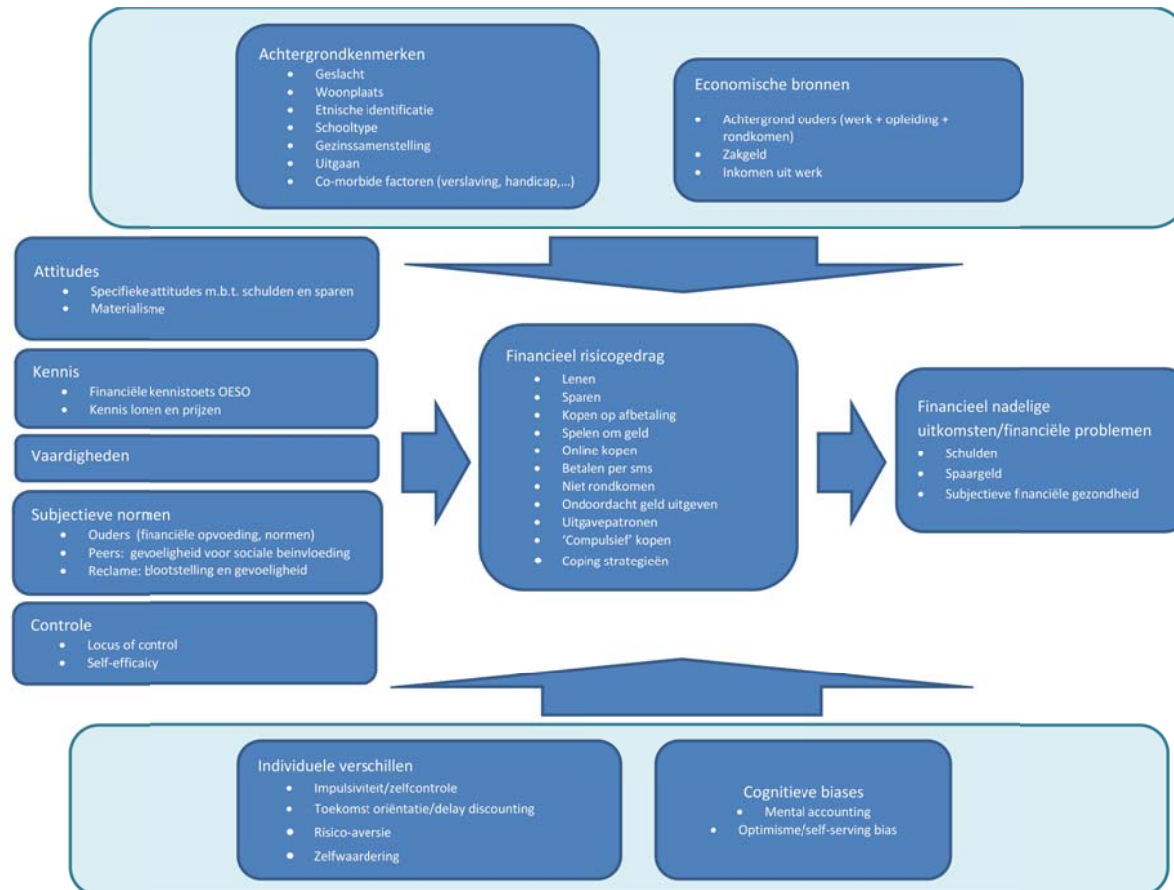 Achtergrondkenmerken
• Geslacht
• Woonplaats
• Etnische identificatie
• Schooltype
• Gezinssamenstelling
• Uitgaan
• Co-morbide factoren (verslaving, handicap,...)
Economische bronnen
• Achtergrond ouders (werk + opleiding +
rondkomen)
• Zakgeld
• Inkomen uit werk
Attitudes
• Specifieke attitudes m.b.t. schulden en sparen
• Materialisme
Kennis
• Financiële kennistoets OESO
• Kennis lonen en prijzen
Vaardigheden
Subjectieve normen
• Ouders (financiële opvoeding, normen)
• Peers: gevoeligheid voor sociale beinvloeding
• Reclame: blootstelling en gevoeligheid
Controle
• Locus of control
• Self-efficaicy
Financieel risicogedrag
• Lenen
• Sparen
• Kopen op afbetaling
• Spelen om geld
• Online kopen
• Betalen per sms
• Niet rondkomen
• Ondoordacht geld uitgeven
• Uitgavepatronen
• 'Compulsief' kopen
• Coping strategieën
Financieel nadelige
uitkomsten/financiële problemen
• Schulden
• Spaargeld
• Subjectieve financiële gezondheid
Individuele verschillen
• Impulsiviteit/zelfcontrole
• Toekomst oriëntatie/delay discounting
• Risico-aversie
• Zelfwaardering
Cognitieve biases
• Mental accounting
• Optimisme/self-serving bias